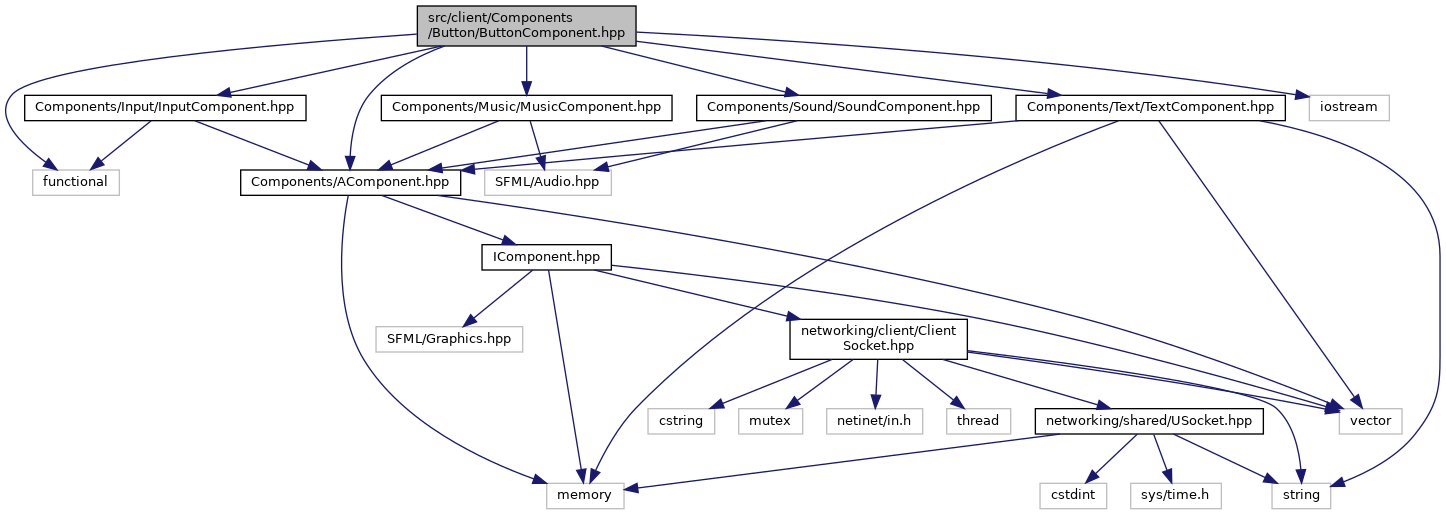 src/client/Components
/Button/ButtonComponent.hpp
Components/Input/InputComponent.hpp
Components/Music/MusicComponent.hpp
Components/Sound/SoundComponent.hpp
Components/Text/TextComponent.hpp
iostream
functional
Components/AComponent.hpp
SFML/Audio.hpp
IComponent.hpp
SFML/Graphics.hpp
networking/client/Client
Socket.hpp
cstring
mutex
netinet/in.h
thread
networking/shared/USocket.hpp
vector
memory
cstdint
sys/time.h
string